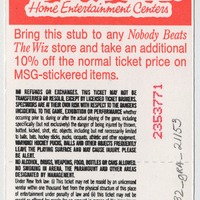 Home Entertainment Centers
Bring this stub to any Nobody Beats
The Wiz store and take an additional
10% off the normal ticket price on
MSG-stickered items.
NO REFUNDS OR EXCHANGES. THIS TICKET MAY NOT BE
TRANSFERRED OR RESOLD, EXCEPT BY LICENSED TICKET BROKERS.
SPECTATORS ARE AT THEIR OWN RISK WITH RESPECT TO THE DANGERS
INCIDENTAL TO THE GAME, EVENT, PERFORMANCE OR EXHIBITION, whether
occurring prior to, during or after the actual playing of the game, including
specifically (but not exclusively) the danger of being injured by thrown,
batted, kicked, shot, etc. objects, including but not necessarily limited
to balls, bats, hockey sticks, pucks, racquets, athletic and other equipment.
WARNING! HOCKEY PUCKS, BALLS AND OTHER OBJECTS FREQUENTLY
LEAVE THE PLAYING SURFACE AND MAY CAUSE INJURY. PLEASE
BE ALERT.
NO ALCOHOL, DRUGS, WEAPONS, FOOD, BOTTLES OR CANS ALLOWED.
NO SMOKING IN ARENA, THE PARAMOUNT AND OTHER AREAS
DESIGNATED BY MANAGEMENT.
Under New York law: (i) This ticket may not be resold by an unlicensed
within one thousand feet from the physical structure of the place
of entertainment under penalty of law and (ii) this ticket may not
2353771